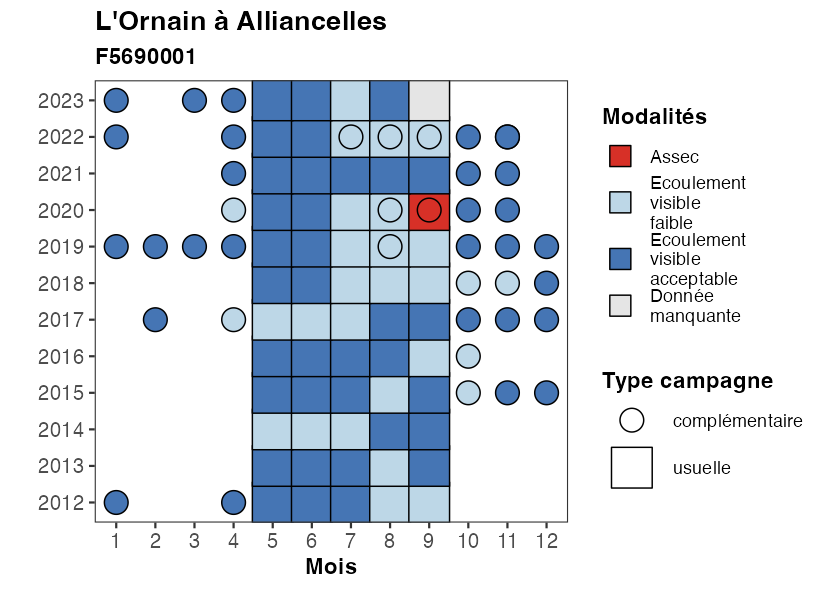 L'Ornain à Alliancelles
F5690001
2023
2022
2021
2020
2019
2018
2017
2016
2015
2014
2013
2012
1 2 3 4 5 6 7 8 9 10 11 12
Mois
Modalités
Assec
Ecoulement
visible
faible
Ecoulement
visible
acceptable
Donnée
manquante
Type campagne
complémentaire
usuelle